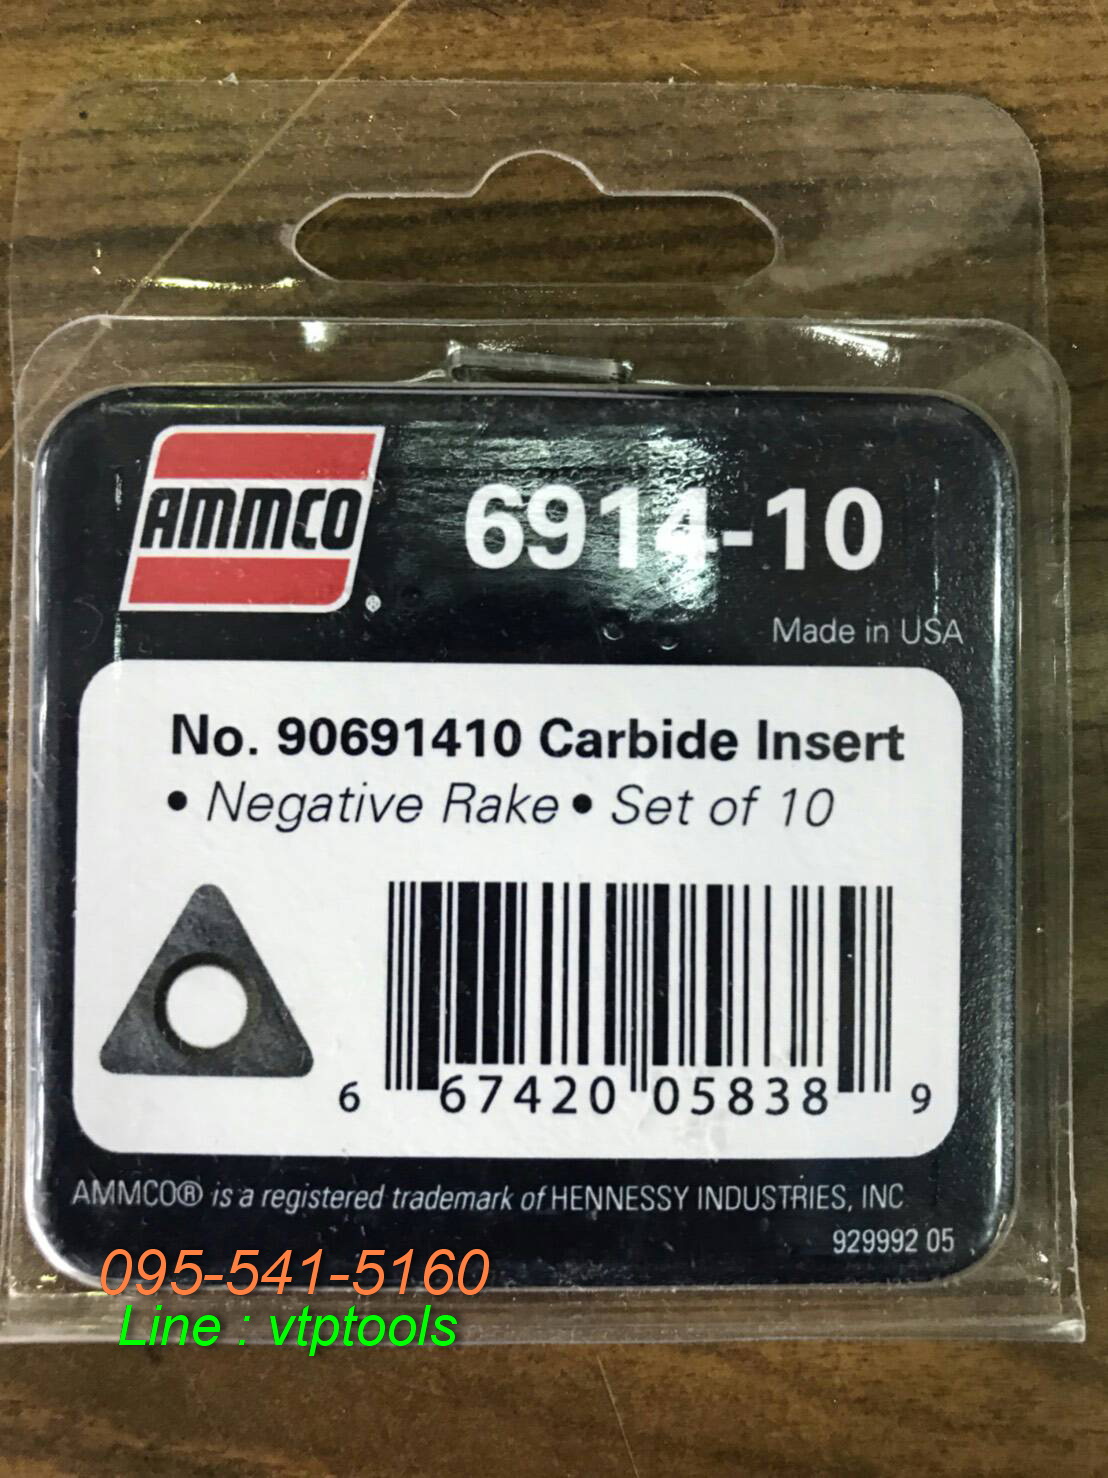 AMMCO®
6914-10
Made in USA
No. 90691410 Carbide Insert
• Negative Rake • Set of 10
6 67420 05838 9
AMMCO® is a registered trademark of HENNESSY INDUSTRIES, INC
929992 05
095-541-5160
Line : vtptools